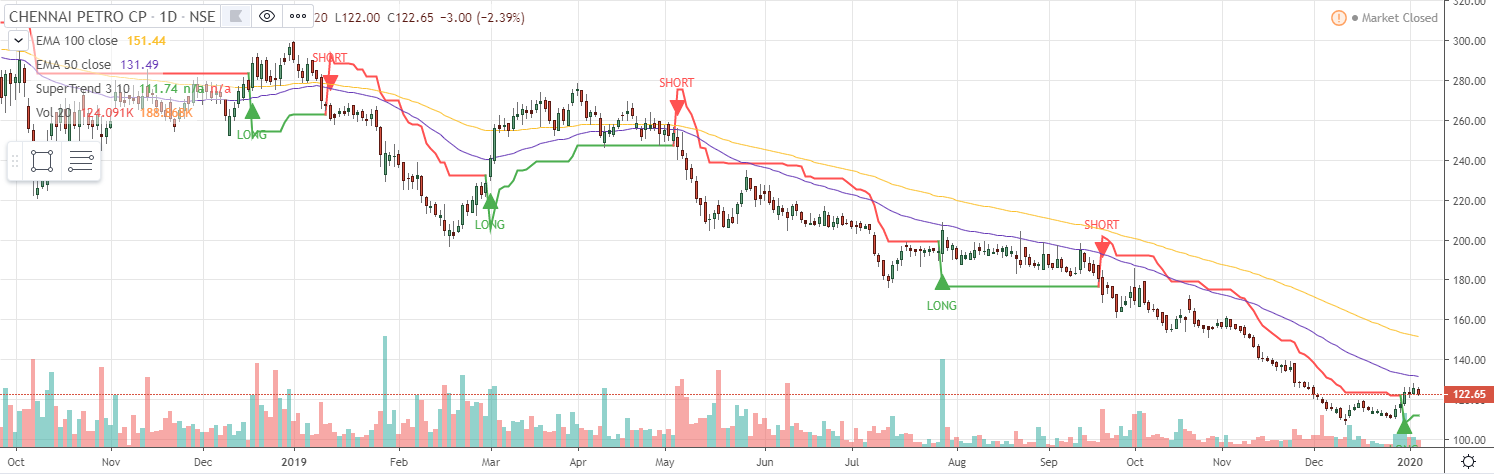 CHENNAI PETRO CP · 1D · NSE 20 L122.00 C122.65 −3.00 (−2.39%)
Market Closed
EMA 100 close 151.44
EMA 50 close 131.49
SuperTrend 3 10 111.74 n/a n/a
Vol 20 124.091K
SHORT
SHORT
SHORT
LONG
LONG
LONG
320.00
300.00
280.00
260.00
240.00
220.00
200.00
180.00
160.00
140.00
122.65
100.00
Oct Nov Dec 2019 Feb Mar Apr May Jun Jul Aug Sep Oct Nov Dec 2020